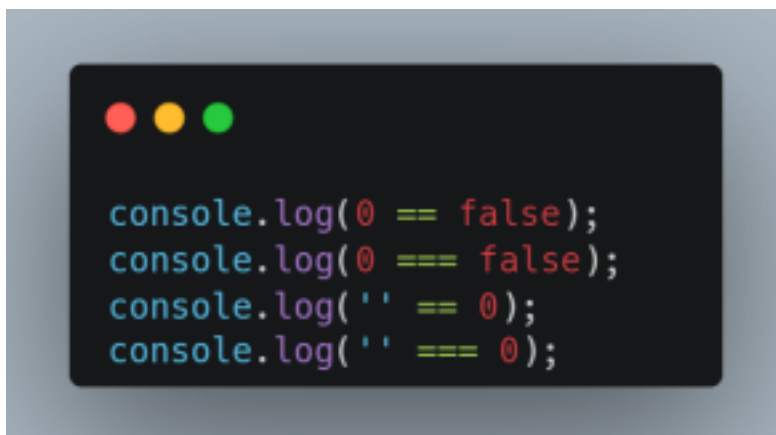 console.log(0 == false);
console.log(0 === false);
console.log('' == 0);
console.log('' === 0);